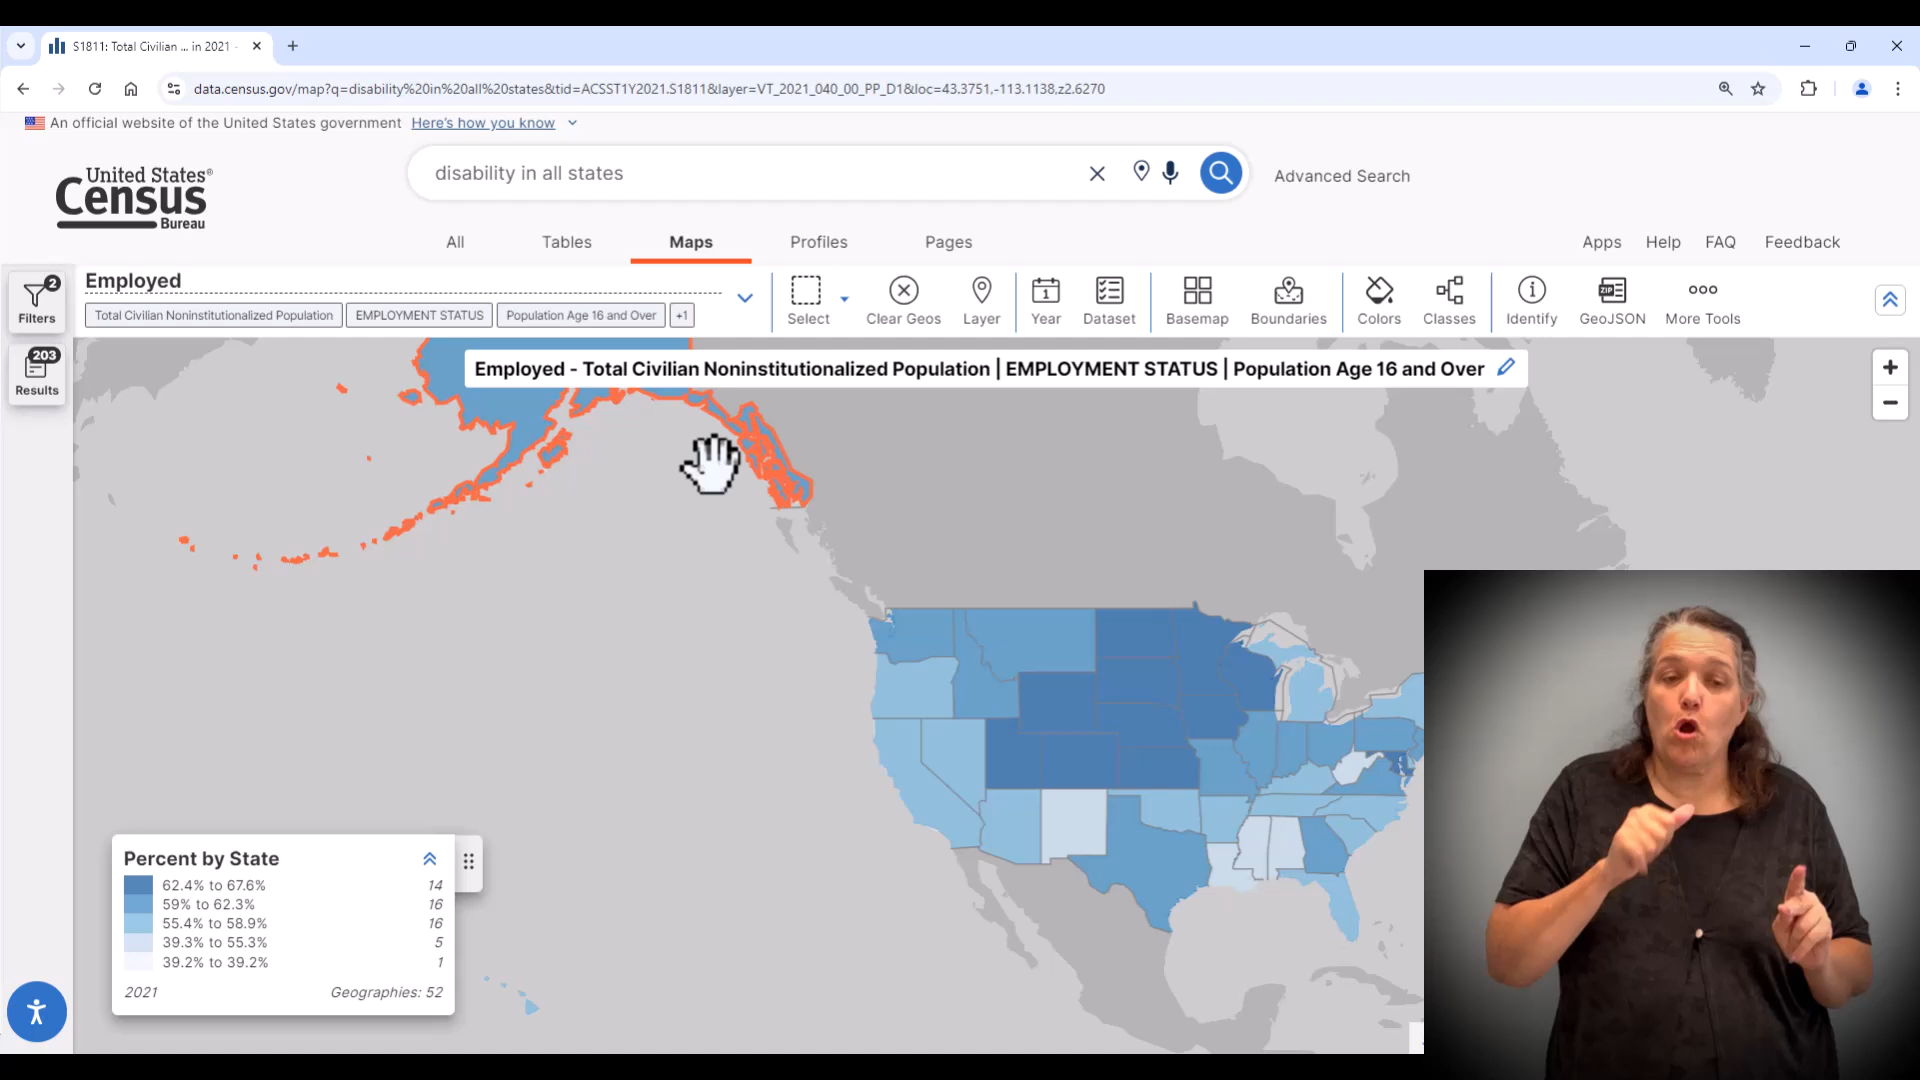 S1811: Total Civilian ... in 2021 -
data.census.gov/map?q=disability%20in%20all%20states&tid=ACSST1Y2021.S1811&layer=VT_2021_040_00_PP_D1&loc=43.3751,-113.1138,z2.6270
An official website of the United States government Here's how you know
United States®
Census
Bureau
disability in all states
Advanced Search
All Tables Maps Profiles Pages
Apps Help FAQ Feedback
2
Filters
203
Results
Employed
Total Civilian Noninstitutionalized Population EMPLOYMENT STATUS Population Age 16 and Over +1
Select Clear Geos Layer 1 Year Dataset Basemap Boundaries Colors Classes Identify ZIP GeoJSON More Tools
Employed - Total Civilian Noninstitutionalized Population | EMPLOYMENT STATUS | Population Age 16 and Over
Percent by State
62.4% to 67.6% 14
59% to 62.3% 16
55.4% to 58.9% 16
39.3% to 55.3% 5
39.2% to 39.2% 1
2021 Geographies: 52